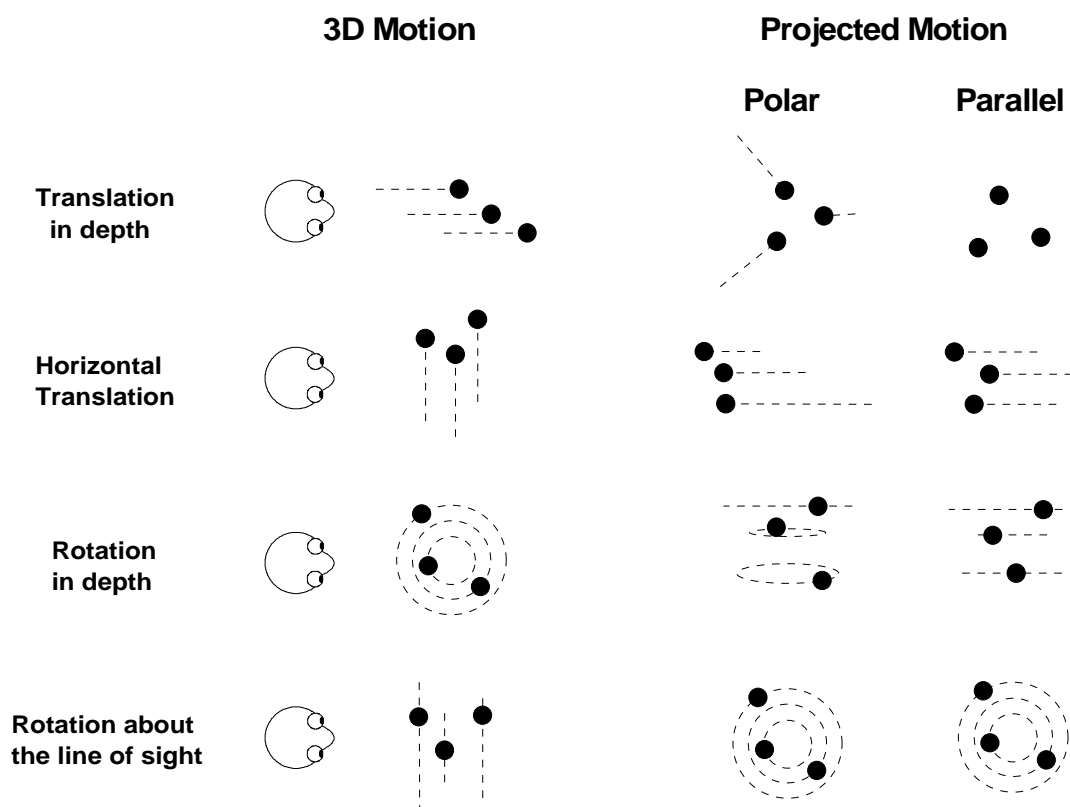 3D Motion
Projected Motion
Polar
Parallel
Translation
in depth
Horizontal
Translation
Rotation
in depth
Rotation about
the line of sight